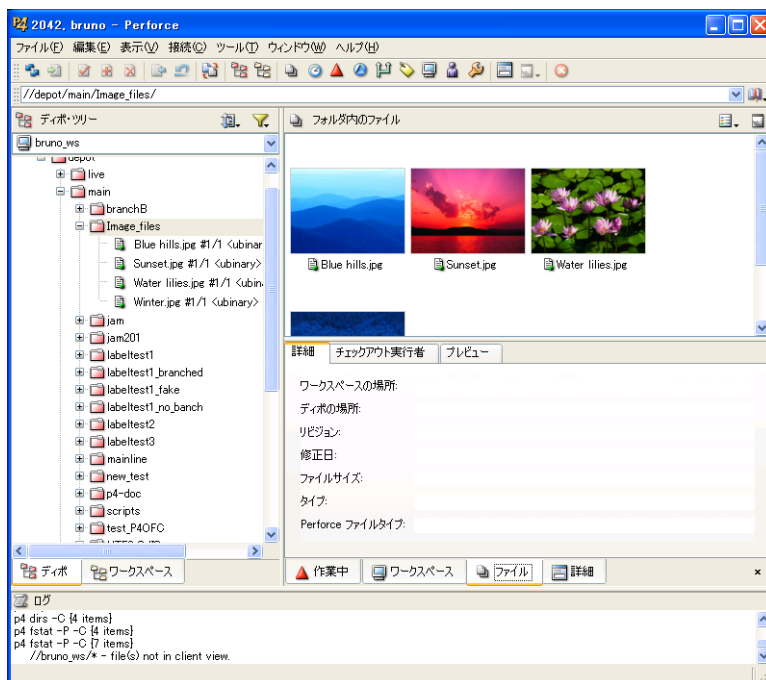 2042, bruno - Perforce
ファイル(F) 編集(E) 表示(V) 接続(C) ツール(T) ウィンドウ(W) ヘルプ(H)
//depot/main/Image_files/
ディポ・ツリー
bruno_ws
depot
live
main
branchB
Image_files
Blue hills.jpg #1/1 <ubinar
Sunset.jpg #1/1 <ubinary>
Water lilies.jpg #1/1 <ubin
Winter.jpg #1/1 <ubinary>
jam
jam201
labeltest1
labeltest1_branched
labeltest1_fake
labeltest1_no_banch
labeltest2
labeltest3
mainline
new_test
p4-doc
scripts
test_P4OFC
ディポ ワークスペース
フォルダ内のファイル
Blue hills.jpg Sunset.jpg Water lilies.jpg
詳細 チェックアウト実行者 プレビュー
ワークスペースの場所:
ディポの場所:
リビジョン:
修正日:
ファイルサイズ:
タイプ:
Perforce ファイルタイプ:
作業中 ワークスペース ファイル 詳細
ログ
p4 dirs -C {4 items}
p4 fstat -P -C {4 items}
p4 fstat -P -C {7 items}
//bruno_ws/* - file(s) not in client view.